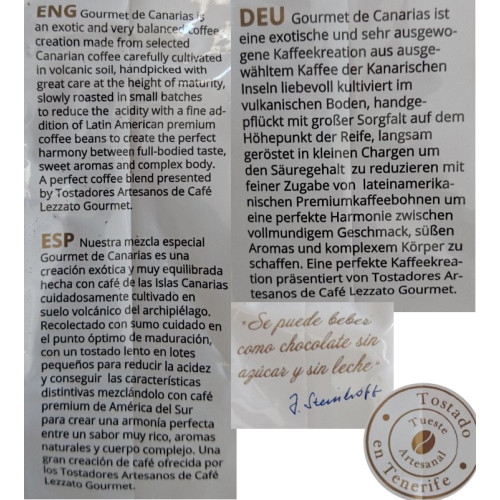 ENG Gourmet de Canarias is
an exotic and very balanced coffee
creation made from selected
Canarian coffee carefully cultivated
in volcanic soil, handpicked with
great care at the height of maturity,
slowly roasted in small batches
to reduce the acidity with a fine ad-
dition of Latin American premium
coffee beans to create the perfect
harmony between full-bodied taste,
sweet aromas and complex body.
A perfect coffee blend presented
by Tostadores Artesanos de Café
Lezzato Gourmet.
ESP Nuestra mezcla especial
Gourmet de Canarias es una
creación exótica y muy equilibrada
hecha con café de las Islas Canarias
cuidadosamente cultivado en
suelo volcánico del archipiélago.
Recolectado con sumo cuidado en
el punto óptimo de maduración,
con un tostado lento en lotes
pequeños para reducir la acidez
y conseguir las características
distintivas mezclándolo con café
premium de América del Sur
para crear una armonía perfecta
entre un sabor muy rico, aromas
naturales y cuerpo complejo. Una
gran creación de café ofrecida por
los Tostadores Artesanos de Café
Lezzato Gourmet.
DEU Gourmet de Canarias ist
eine exotische und sehr ausgewo-
gene Kaffeekreation aus ausge-
wähltem Kaffee der Kanarischen
Inseln liebevoll kultiviert im
vulkanischen Boden, handge-
pflückt mit großer Sorgfalt auf dem
Höhepunkt der Reife, langsam
geröstet in kleinen Chargen um
den Säuregehalt zu reduzieren mit
feiner Zugabe von lateinamerika-
nischen Premiumkaffeebohnen um
eine perfekte Harmonie zwischen
vollmundigem Geschmack, süßen
Aromas und komplexem Körper zu
schaffen. Eine perfekte Kaffeekrea-
tion präsentiert von Tostadores Ar-
tesanos de Café Lezzato Gourmet.
"Se puede beber
como chocolate sin
azúcar y sin leche"
J. Steinhoff
Tostado
Tueste
Artesanal
en Tenerife